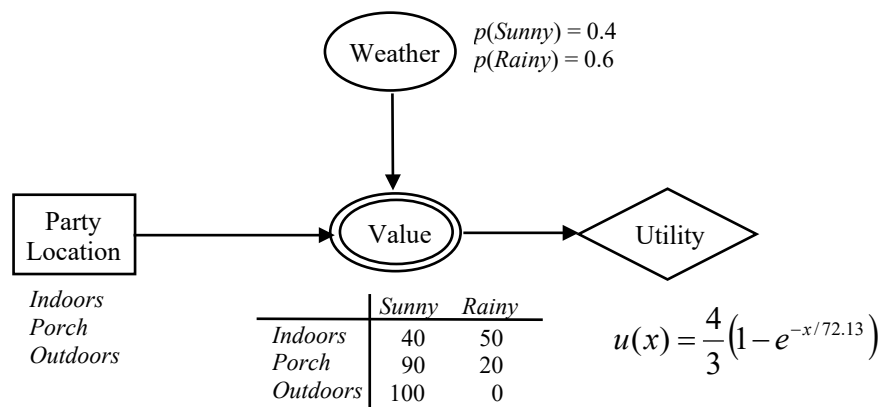 Weather
p(Sunny) = 0.4
p(Rainy) = 0.6
Party
Location
Value
Utility
Indoors
Porch
Outdoors
Sunny Rainy
Indoors 40 50
Porch 90 20
Outdoors 100 0
u(x) = 4/3 (1 − e^{−x/72.13})